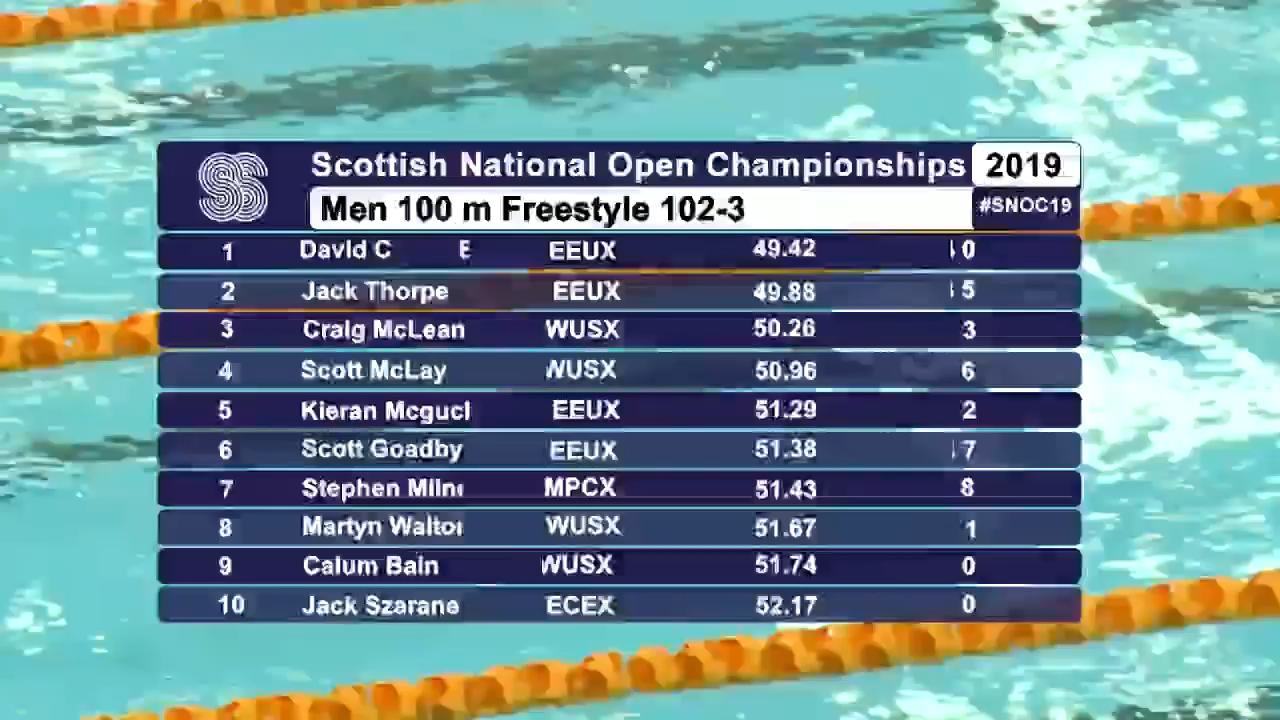 Scottish National Open Championships 2019
Men 100 m Freestyle 102-3 #SNOC19
1 David C E EEUX 49.42 0
2 Jack Thorpe EEUX 49.88 5
3 Craig McLean WUSX 50.26 3
4 Scott McLay WUSX 50.96 6
5 Kieran Mcguci EEUX 51.29 2
6 Scott Goadby EEUX 51.38 7
7 Stephen Miln MPCX 51.43 8
8 Martyn Walto WUSX 51.67 1
9 Calum Bain WUSX 51.74 0
10 Jack Szarane ECEX 52.17 0